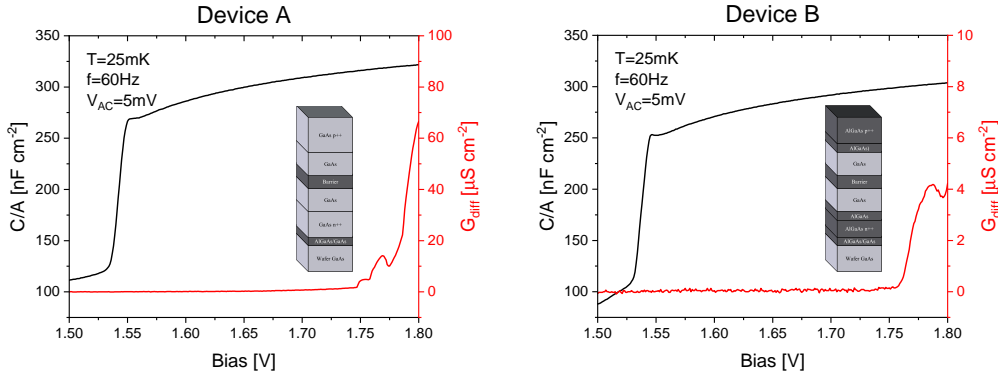 Device A
T=25mK
f=60Hz
V_AC=5mV
C/A [nF cm⁻²]
350
300
250
200
150
100
1.50
1.55
1.60
1.65
1.70
1.75
1.80
Bias [V]
100
80
60
40
20
0
G_diff [µS cm⁻²]
GaAs p++
GaAs
Barrier
GaAs
GaAs n++
AlGaAs/GaAs
Wafer GaAs
Device B
T=25mK
f=60Hz
V_AC=5mV
C/A [nF cm⁻²]
350
300
250
200
150
100
1.50
1.55
1.60
1.65
1.70
1.75
1.80
Bias [V]
10
8
6
4
2
0
G_diff [µS cm⁻²]
AlGaAs p++
GaAs
Barrier
GaAs
AlGaAs
AlGaAs n++
AlGaAs/GaAs
Wafer GaAs